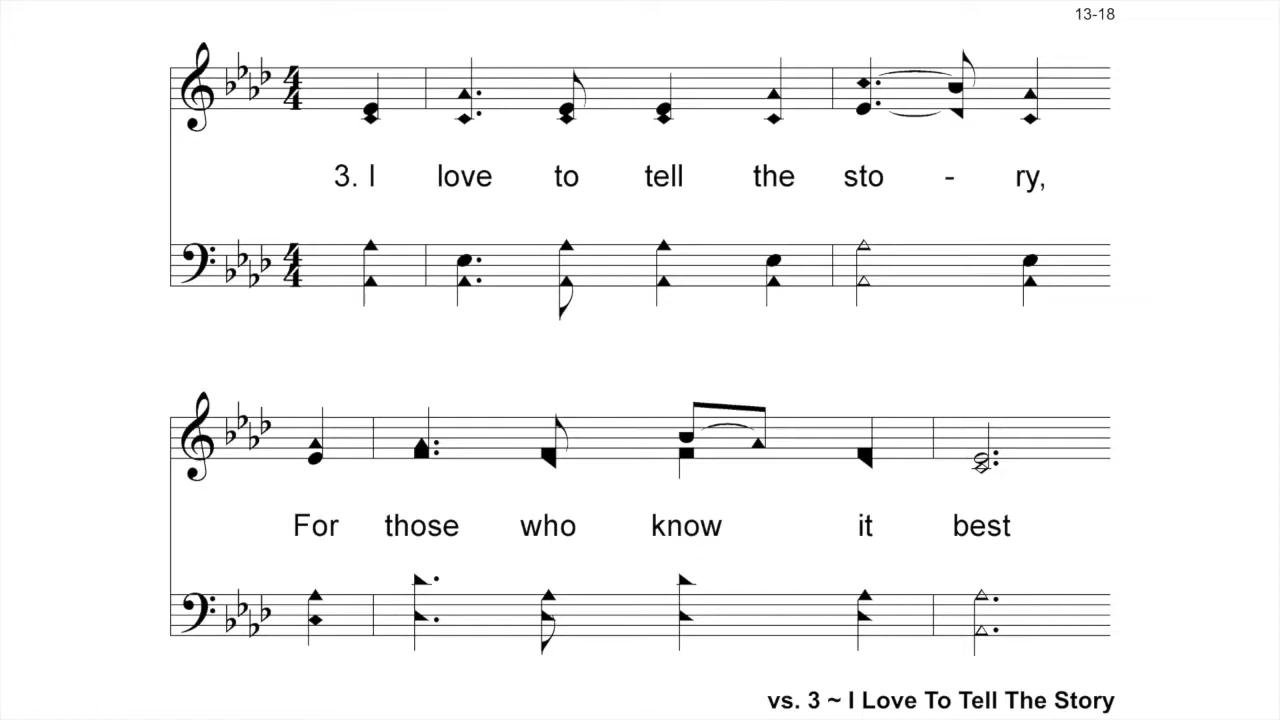 13-18
3. I love to tell the sto - ry,
For those who know it best
vs. 3 ~ I Love To Tell The Story